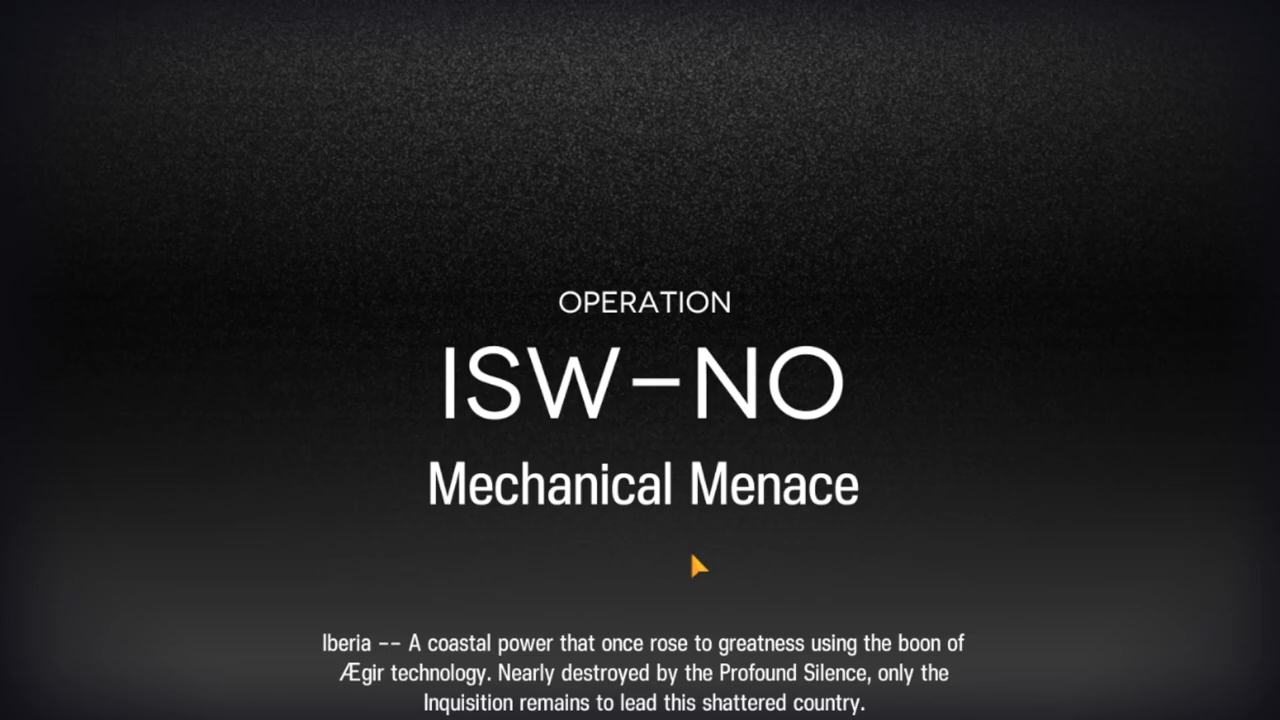 OPERATION
ISW-NO
Mechanical Menace
Iberia -- A coastal power that once rose to greatness using the boon of
Ægir technology. Nearly destroyed by the Profound Silence, only the
Inquisition remains to lead this shattered country.